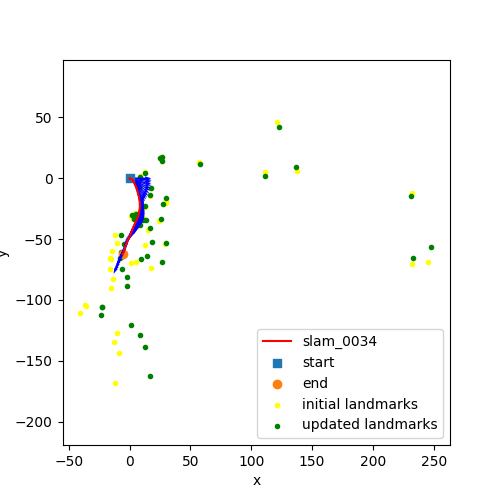 50
0
−50
−100
−150
−200
y
−50
0
50
100
150
200
250
x
slam_0034
start
end
initial landmarks
updated landmarks